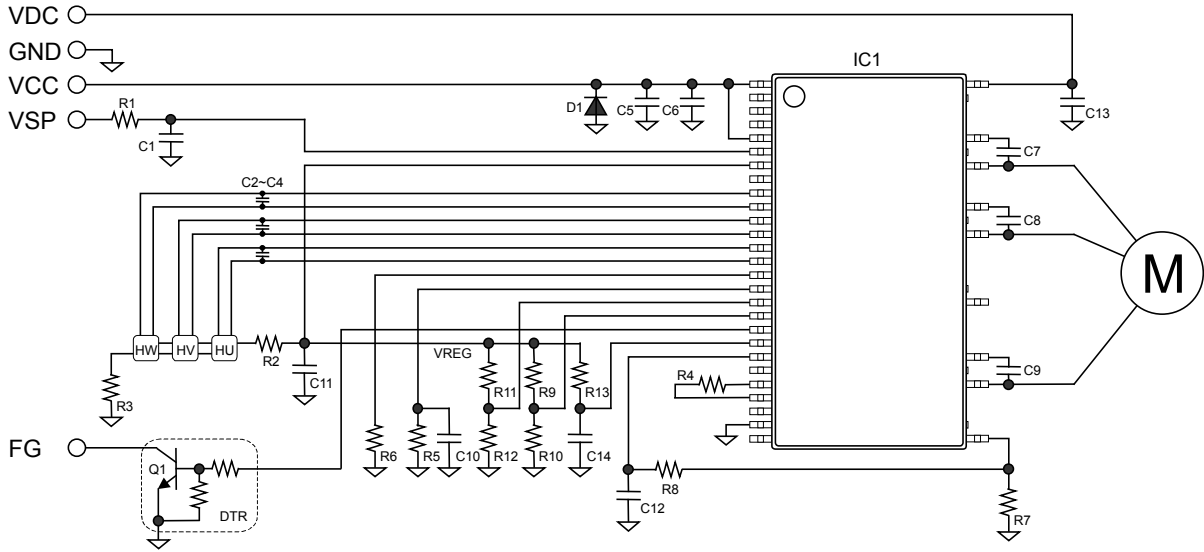 VDC
GND
VCC
VSP
R1
C1
D1
C5
C6
IC1
C13
C7
C8
C9
M
C2~C4
HW
HV
HU
R2
VREG
C11
R3
R11
R9
R13
R4
R6
R5
C10
R12
R10
C14
FG
Q1
DTR
R8
C12
R7